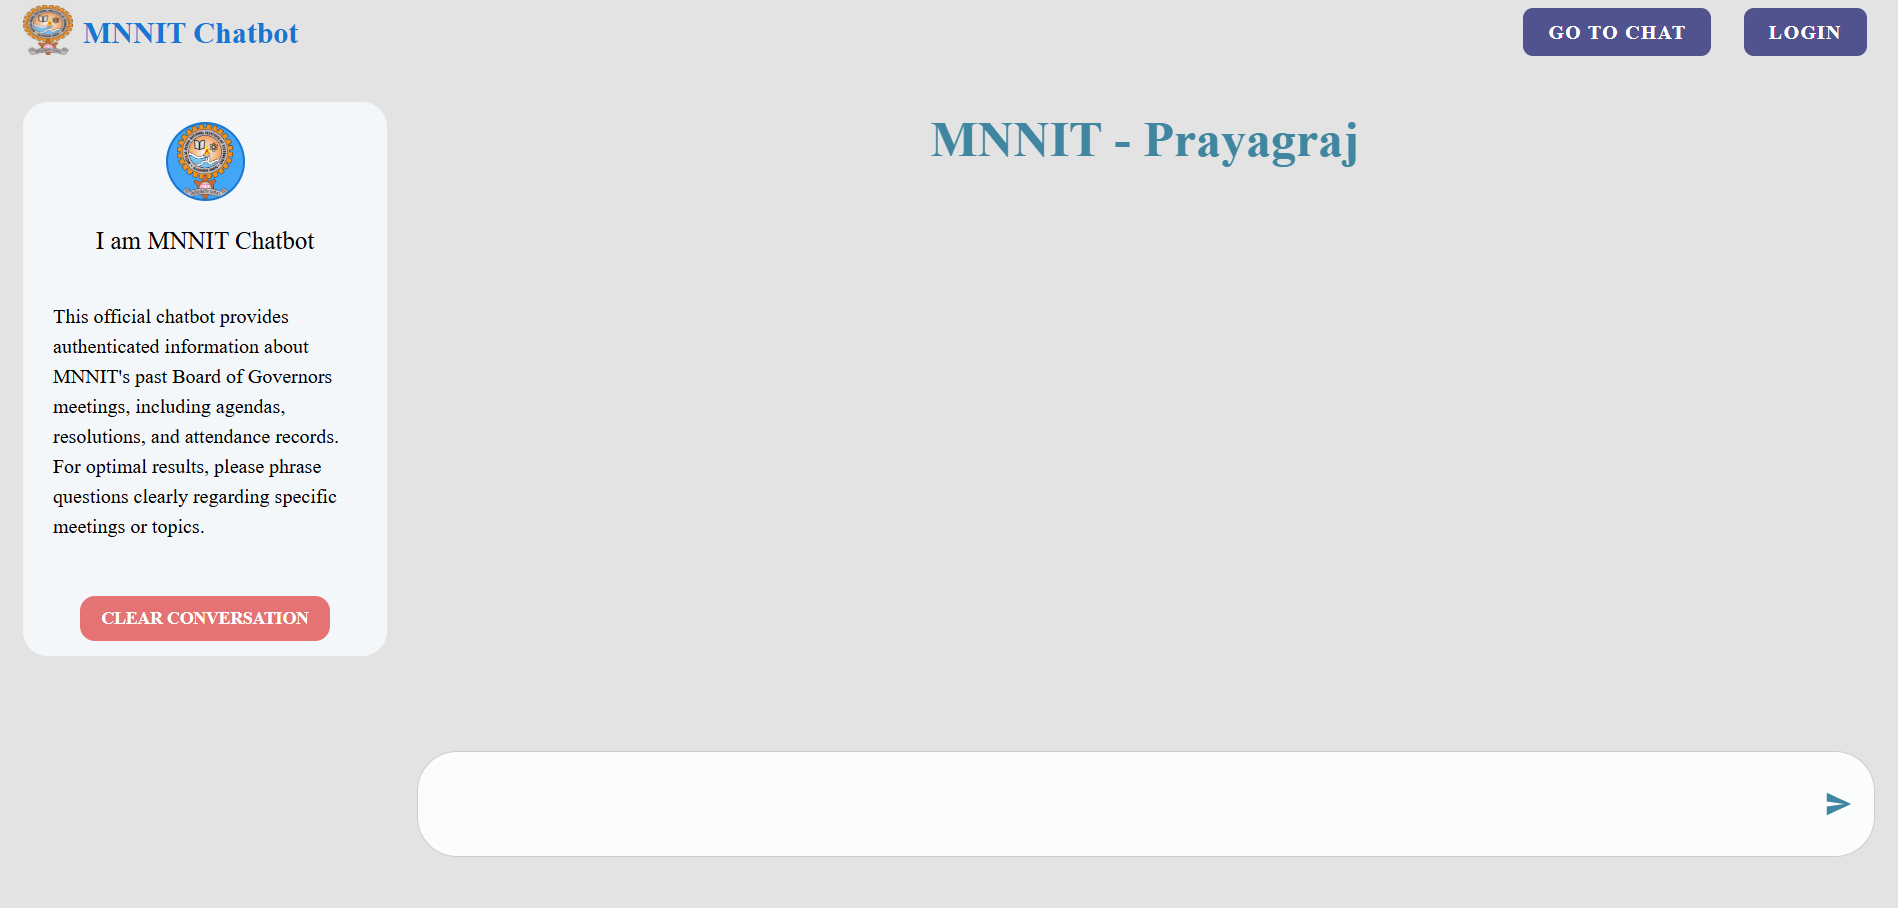 MNNIT Chatbot
GO TO CHAT
LOGIN
I am MNNIT Chatbot
This official chatbot provides
authenticated information about
MNNIT's past Board of Governors
meetings, including agendas,
resolutions, and attendance records.
For optimal results, please phrase
questions clearly regarding specific
meetings or topics.
CLEAR CONVERSATION
MNNIT - Prayagraj